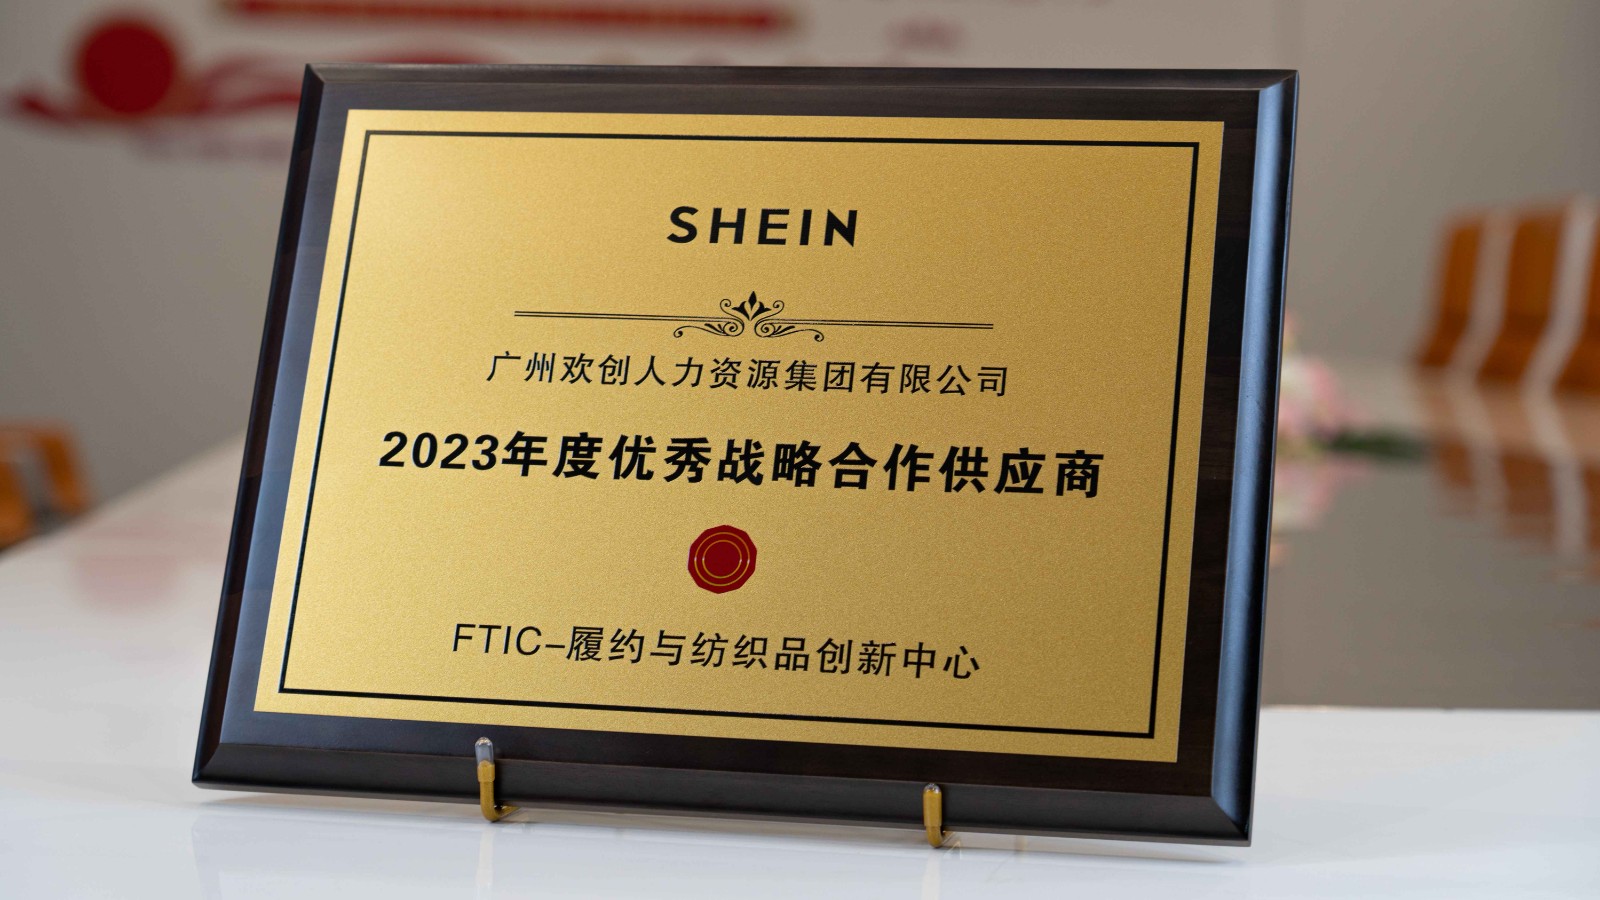 SHEIN
广州欢创人力资源集团有限公司
2023年度优秀战略合作供应商
FTIC–履约与纺织品创新中心